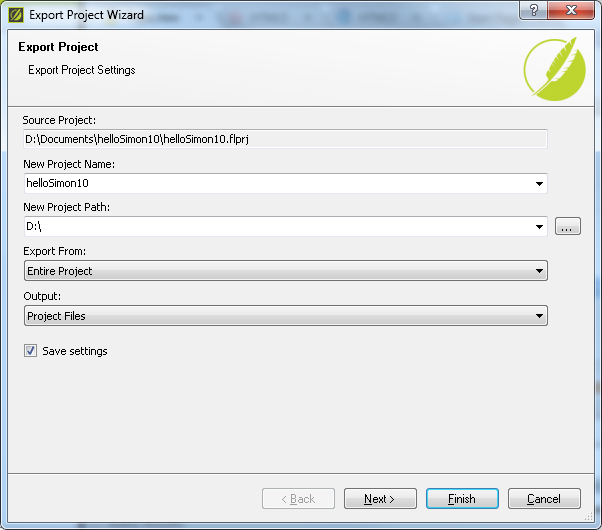 Export Project Wizard
Export Project
Export Project Settings
Source Project:
D:\Documents\helloSimon10\helloSimon10.flprj
New Project Name:
helloSimon10
New Project Path:
D:\
...
Export From:
Entire Project
Output:
Project Files
Save settings
< Back Next > Finish Cancel